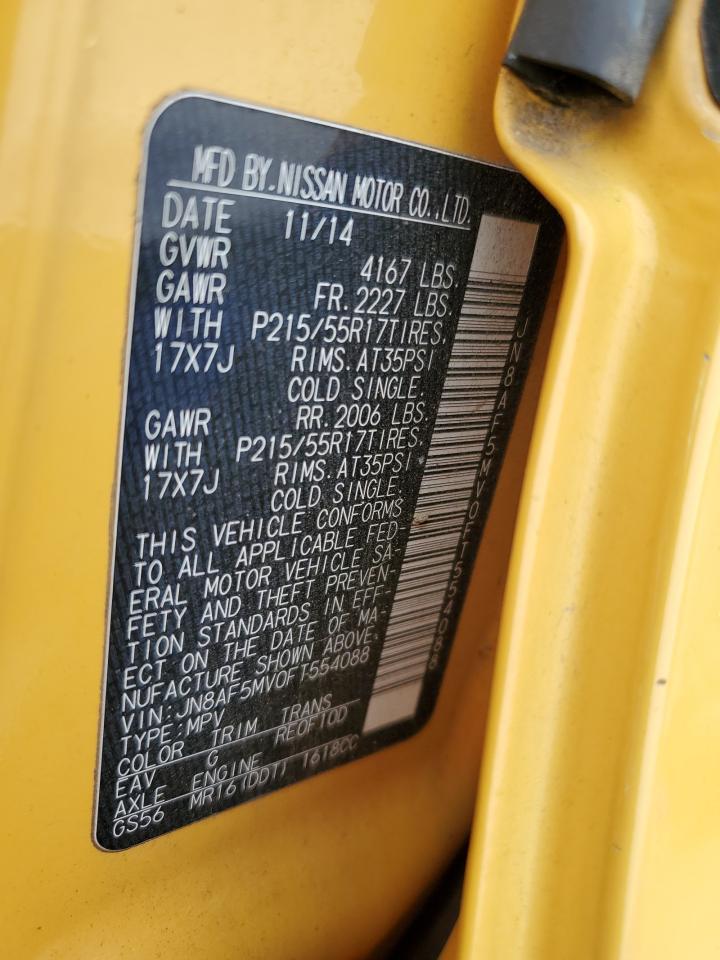 MFD BY.NISSAN MOTOR CO.,LTD.
DATE 11/14
GVWR 4167 LBS.
GAWR FR.2227 LBS.
WITH P215/55R17TIRES.
17X7J RIMS.AT35PSI
COLD SINGLE.
GAWR RR.2006 LBS.
WITH P215/55R17TIRES.
17X7J RIMS.AT35PSI
COLD SINGLE.
THIS VEHICLE CONFORMS
TO ALL APPLICABLE FED-
ERAL MOTOR VEHICLE SA-
FETY AND THEFT PREVEN-
TION STANDARDS IN EFF-
ECT ON THE DATE OF MA-
NUFACTURE SHOWN ABOVE.
VIN:JN8AF5MV0FT554088
TYPE:MPV
COLOR TRIM TRANS
EAV G RE0F10D
AXLE ENGINE
GS56 MR16(DDT) 1618CC
JN8AF5MV0FT554088